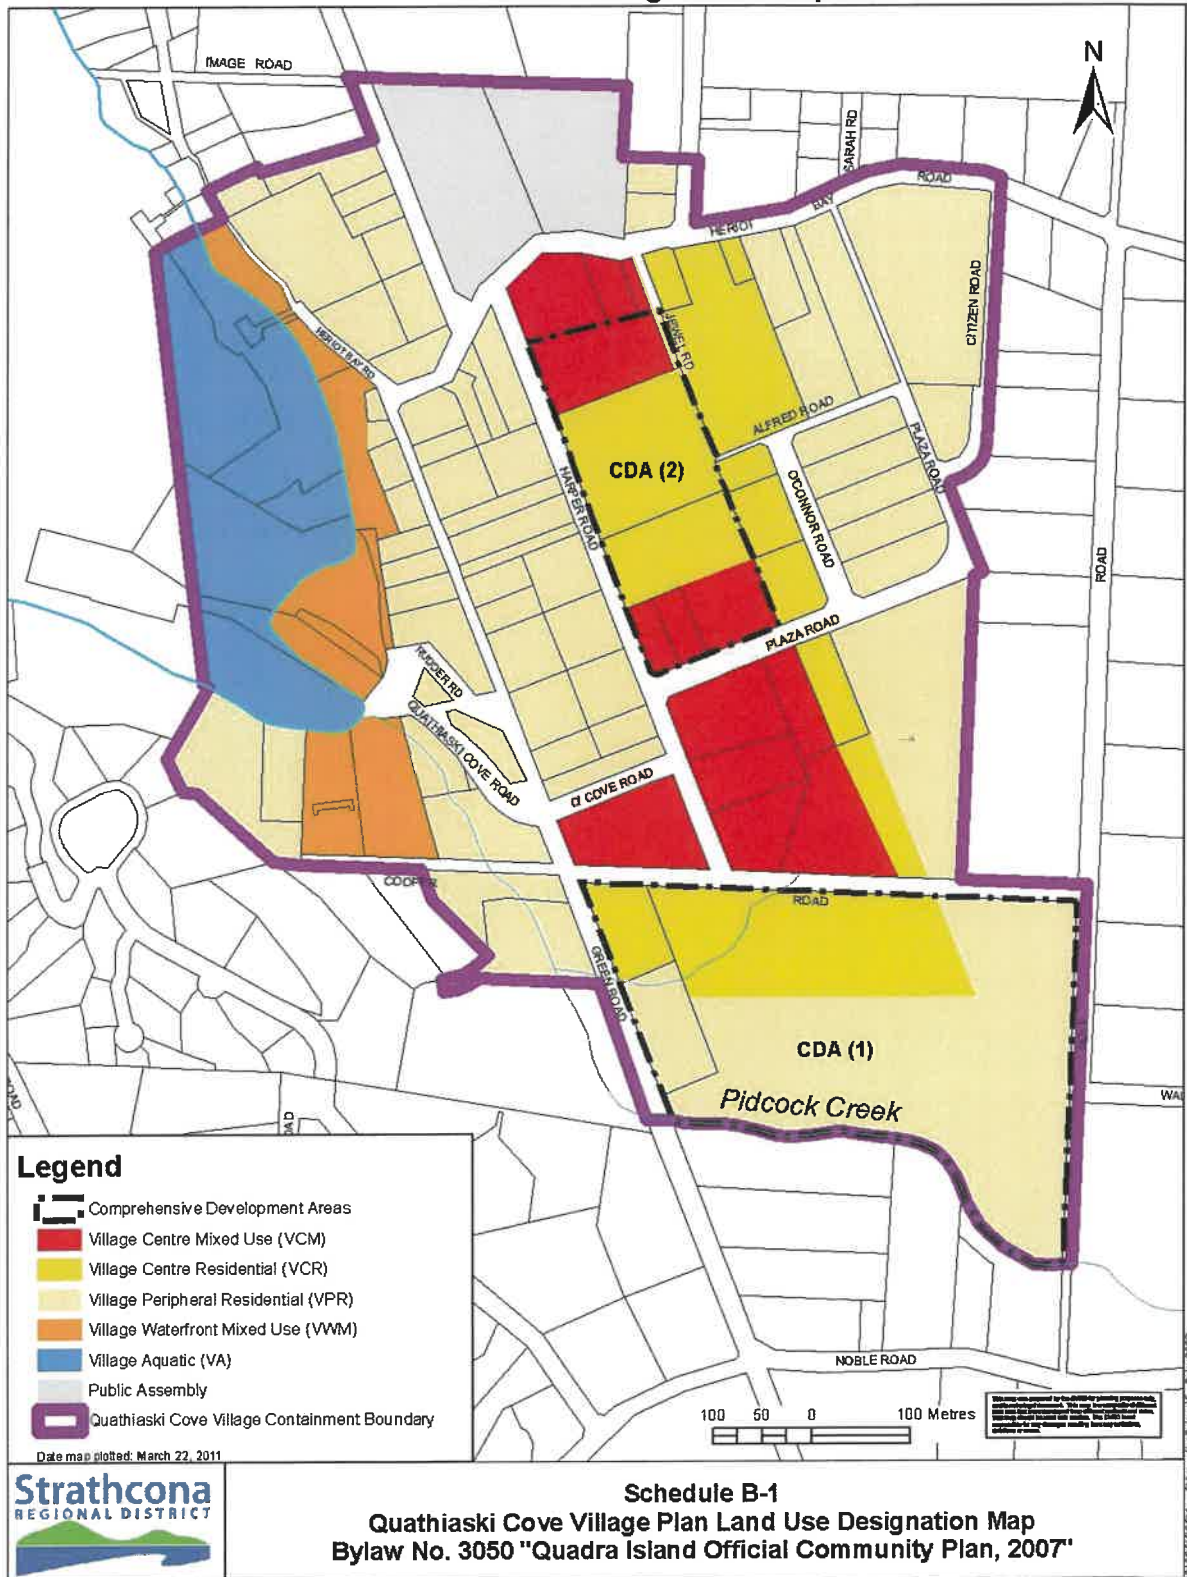 IMAGE ROAD
N
SARAH RD
ROAD
BAY
HERIOT
CITIZEN ROAD
HERIOT BAY RD
JEWEL RD
ALFRED ROAD
PLAZA ROAD
CDA (2)
HARPER ROAD
O'CONNOR ROAD
ROAD
PLAZA ROAD
RUDDER RD
QUATHIASKI COVE ROAD
Q' COVE ROAD
COOPER
ROAD
GREEN ROAD
CDA (1)
Pidcock Creek
ROAD
ROAD
Legend
Comprehensive Development Areas
Village Centre Mixed Use (VCM)
Village Centre Residential (VCR)
Village Peripheral Residential (VPR)
Village Waterfront Mixed Use (VWM)
Village Aquatic (VA)
Public Assembly
Quathiaski Cove Village Containment Boundary
Date map plotted: March 22, 2011
NOBLE ROAD
100 50 0 100 Metres
Strathcona
REGIONAL DISTRICT
Schedule B-1
Quathiaski Cove Village Plan Land Use Designation Map
Bylaw No. 3050 "Quadra Island Official Community Plan, 2007"